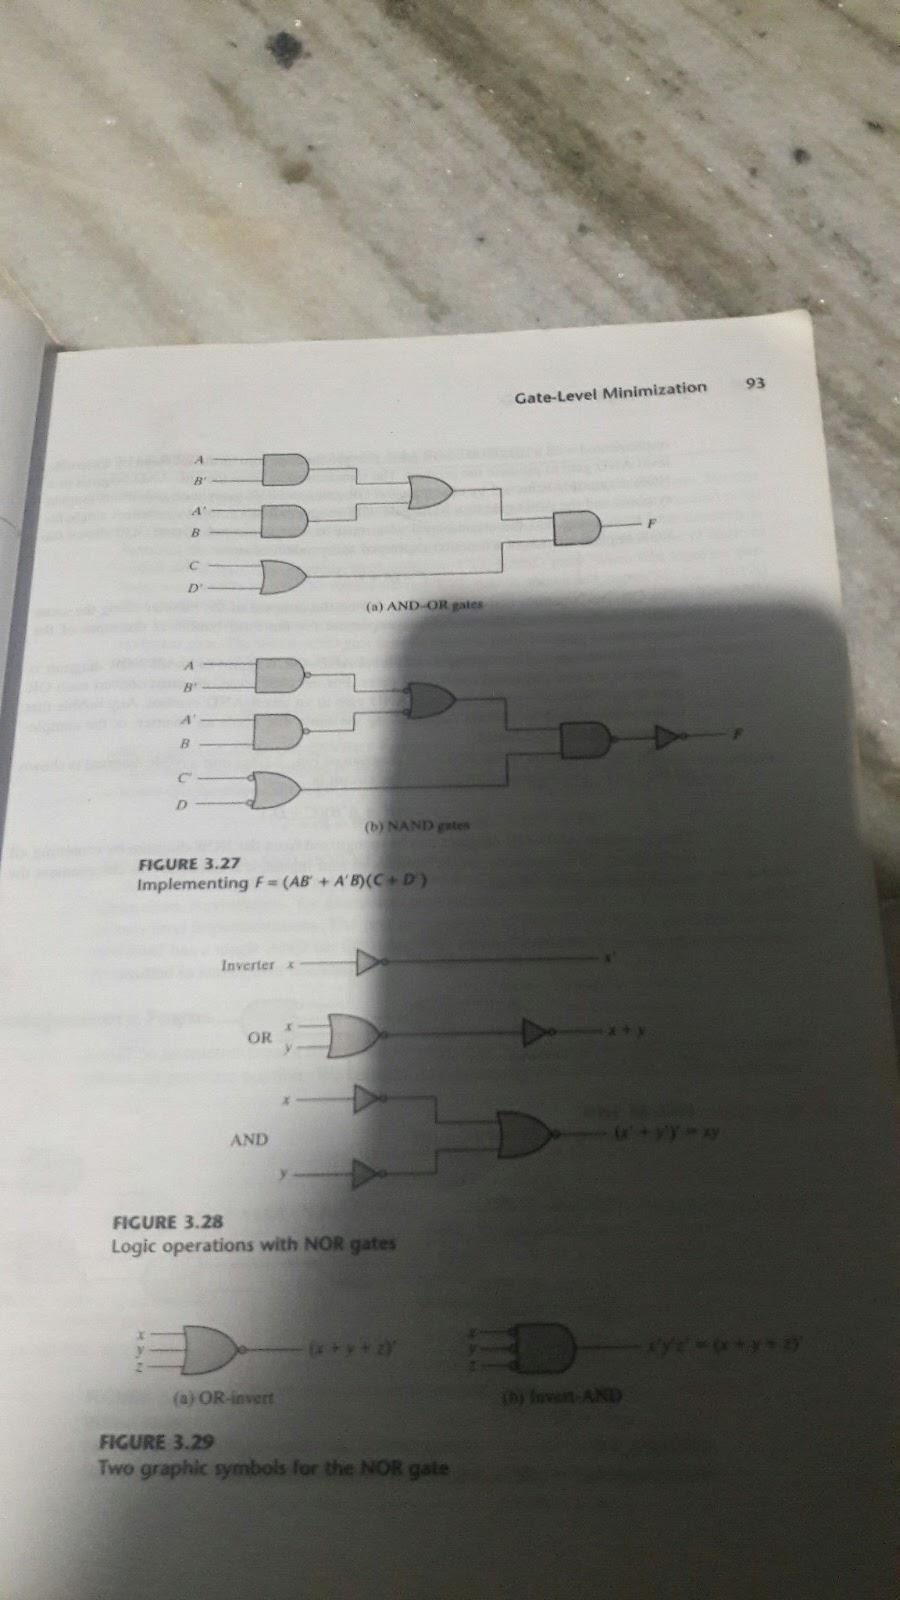 Gate-Level Minimization 93
A
B'
A'
B
C
D'
F
(a) AND–OR gates
A
B'
A'
B
C'
D
F
(b) NAND gates
FIGURE 3.27
Implementing F = (AB' + A'B)(C + D')
Inverter x x'
OR x y x + y
x
AND (x' + y')' = xy
y
FIGURE 3.28
Logic operations with NOR gates
x
y (x + y + z)'
z
(a) OR-invert
x
y x'y'z' = (x + y + z)'
z
(b) Invert-AND
FIGURE 3.29
Two graphic symbols for the NOR gate